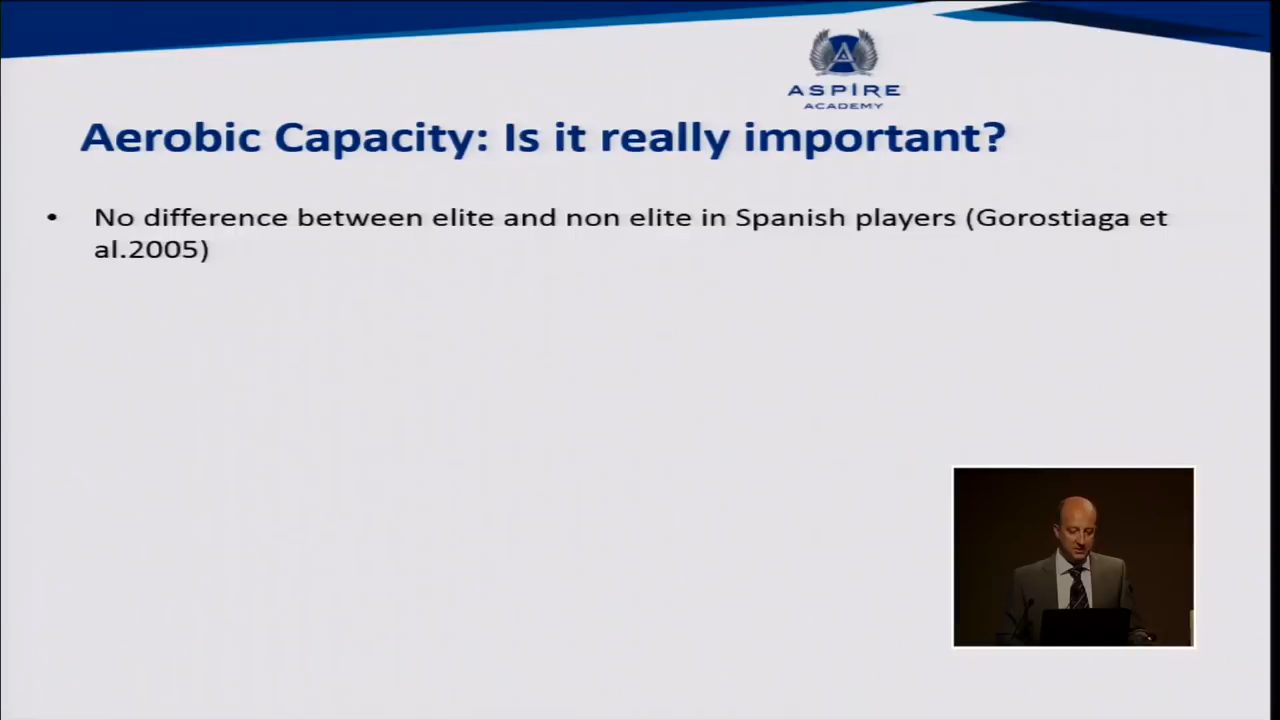 ASPIRE
ACADEMY
Aerobic Capacity: Is it really important?
• No difference between elite and non elite in Spanish players (Gorostiaga et
al.2005)